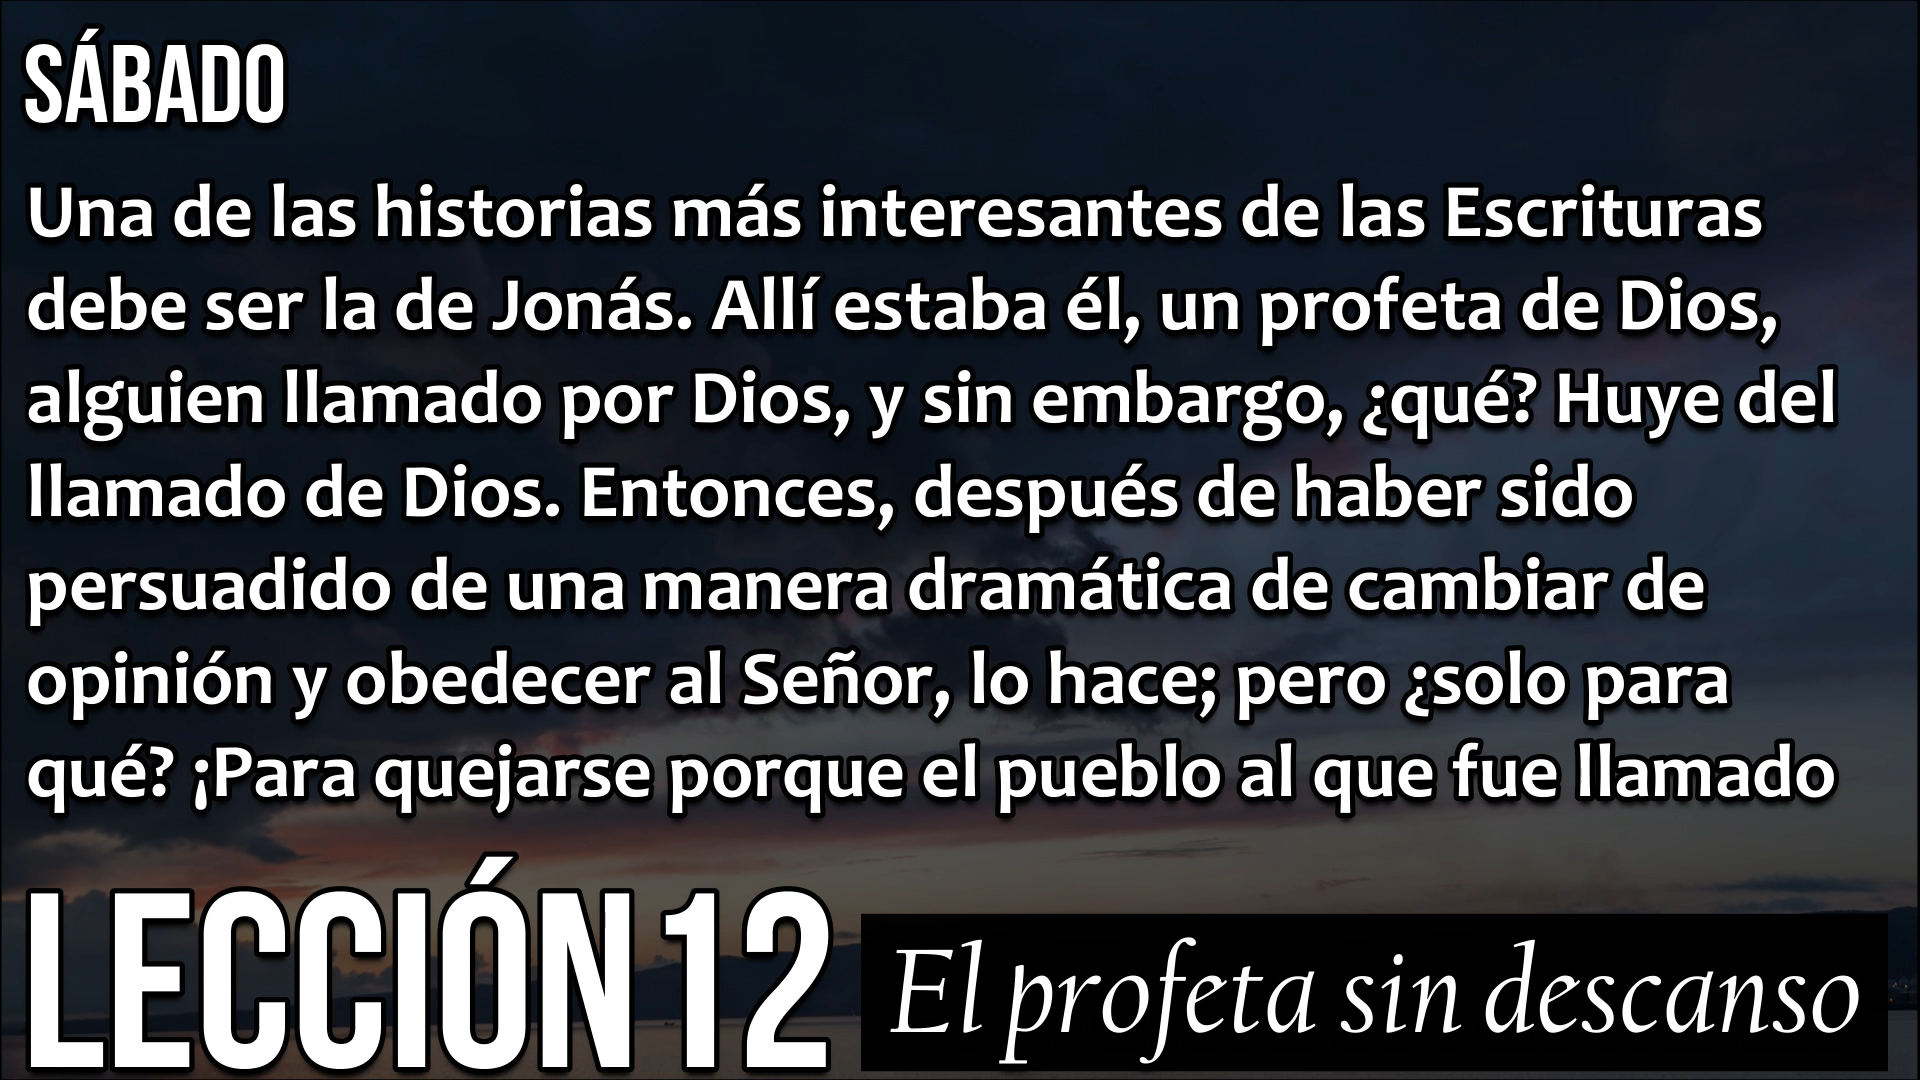 SÁBADO
Una de las historias más interesantes de las Escrituras
debe ser la de Jonás. Allí estaba él, un profeta de Dios,
alguien llamado por Dios, y sin embargo, ¿qué? Huye del
llamado de Dios. Entonces, después de haber sido
persuadido de una manera dramática de cambiar de
opinión y obedecer al Señor, lo hace; pero ¿solo para
qué? ¡Para quejarse porque el pueblo al que fue llamado
LECCIÓN 12
El profeta sin descanso